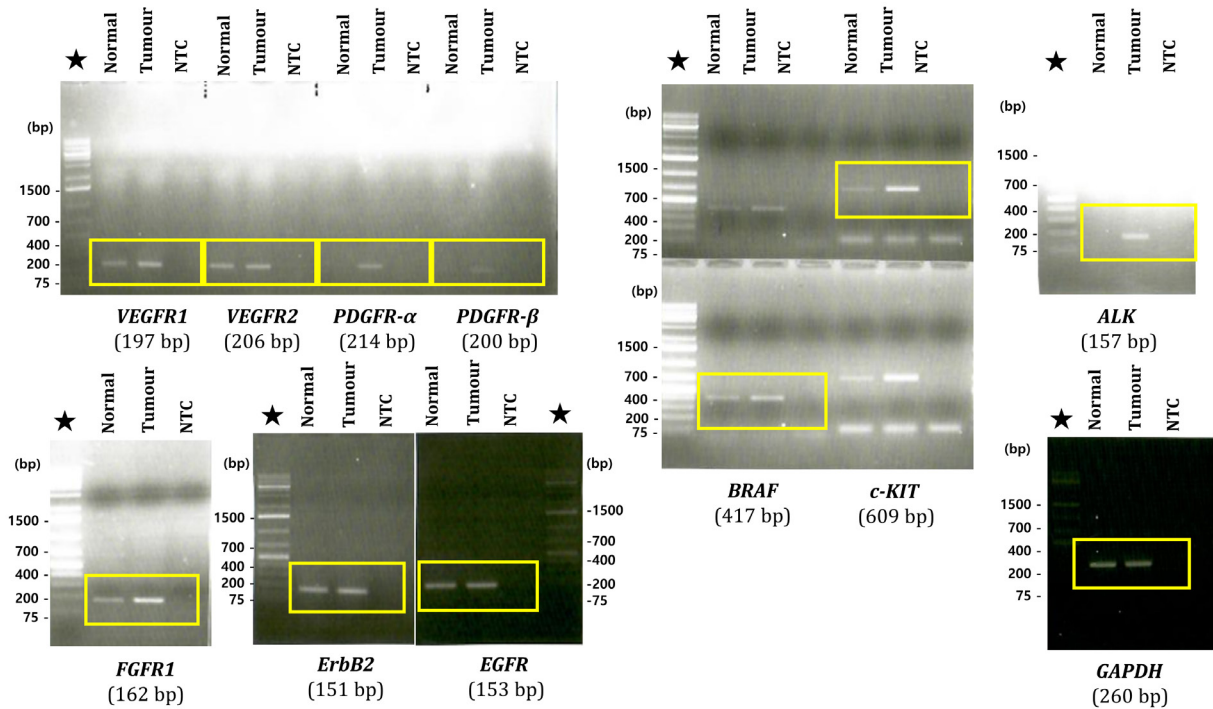 ★ Normal Tumour NTC Normal Tumour NTC Normal Tumour NTC Normal Tumour NTC
(bp)
1500 -
700 -
400 -
200 -
75 -
VEGFR1 VEGFR2 PDGFR-α PDGFR-β
(197 bp) (206 bp) (214 bp) (200 bp)
★ Normal Tumour NTC
(bp)
1500 -
700 -
400 -
200 -
75 -
FGFR1
(162 bp)
★ Normal Tumour NTC Normal Tumour NTC ★
(bp) (bp)
1500 - -1500
700 - -700
400 - -400
200 - -200
75 - -75
ErbB2 EGFR
(151 bp) (153 bp)
★ Normal Tumour NTC Normal Tumour NTC
(bp)
1500 -
700 -
400 -
200 -
75 -
(bp)
1500 -
700 -
400 -
200 -
75 -
BRAF c-KIT
(417 bp) (609 bp)
★ Normal Tumour NTC
(bp)
1500 -
700 -
400 -
200 -
75 -
ALK
(157 bp)
★ Normal Tumour NTC
(bp)
1500 -
700 -
400 -
200 -
75 -
GAPDH
(260 bp)